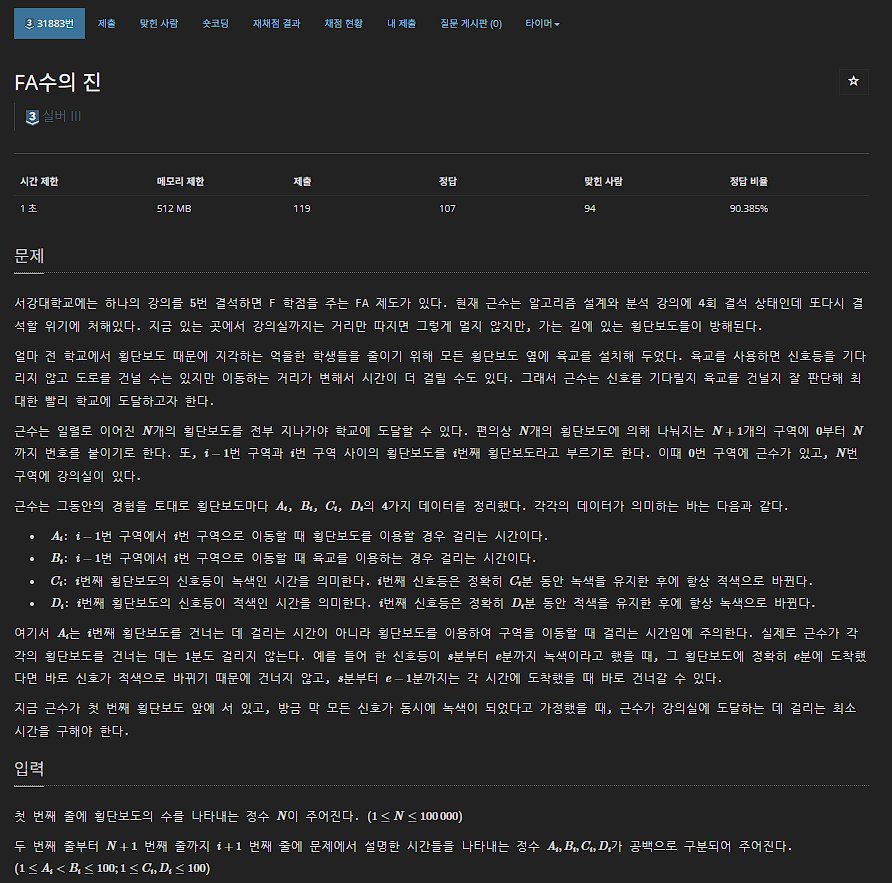 31883번 제출 맞힌 사람 숏코딩 재채점 결과 채점 현황 내 제출 질문 게시판 (0) 타이머
FA수의 진
실버 III
시간 제한 메모리 제한 제출 정답 맞힌 사람 정답 비율
1 초 512 MB 119 107 94 90.385%
문제
서강대학교에는 하나의 강의를 5번 결석하면 F 학점을 주는 FA 제도가 있다. 현재 근수는 알고리즘 설계와 분석 강의에 4회 결석 상태인데 또다시 결
석할 위기에 처해있다. 지금 있는 곳에서 강의실까지는 거리만 따지면 그렇게 멀지 않지만, 가는 길에 있는 횡단보도들이 방해된다.
얼마 전 학교에서 횡단보도 때문에 지각하는 억울한 학생들을 줄이기 위해 모든 횡단보도 옆에 육교를 설치해 두었다. 육교를 사용하면 신호등을 기다
리지 않고 도로를 건널 수는 있지만 이동하는 거리가 변해서 시간이 더 걸릴 수도 있다. 그래서 근수는 신호를 기다릴지 육교를 건널지 잘 판단해 최
대한 빨리 학교에 도달하고자 한다.
근수는 일렬로 이어진 N개의 횡단보도를 전부 지나가야 학교에 도달할 수 있다. 편의상 N개의 횡단보도에 의해 나눠지는 N + 1개의 구역에 0부터 N
까지 번호를 붙이기로 한다. 또, i − 1번 구역과 i번 구역 사이의 횡단보도를 i번째 횡단보도라고 부르기로 한다. 이때 0번 구역에 근수가 있고, N번
구역에 강의실이 있다.
근수는 그동안의 경험을 토대로 횡단보도마다 Aᵢ, Bᵢ, Cᵢ, Dᵢ의 4가지 데이터를 정리했다. 각각의 데이터가 의미하는 바는 다음과 같다.
• Aᵢ: i − 1번 구역에서 i번 구역으로 이동할 때 횡단보도를 이용할 경우 걸리는 시간이다.
• Bᵢ: i − 1번 구역에서 i번 구역으로 이동할 때 육교를 이용하는 경우 걸리는 시간이다.
• Cᵢ: i번째 횡단보도의 신호등이 녹색인 시간을 의미한다. i번째 신호등은 정확히 Cᵢ분 동안 녹색을 유지한 후에 항상 적색으로 바뀐다.
• Dᵢ: i번째 횡단보도의 신호등이 적색인 시간을 의미한다. i번째 신호등은 정확히 Dᵢ분 동안 적색을 유지한 후에 항상 녹색으로 바뀐다.
여기서 Aᵢ는 i번째 횡단보도를 건너는 데 걸리는 시간이 아니라 횡단보도를 이용하여 구역을 이동할 때 걸리는 시간임에 주의한다. 실제로 근수가 각
각의 횡단보도를 건너는 데는 1분도 걸리지 않는다. 예를 들어 한 신호등이 s분부터 e분까지 녹색이라고 했을 때, 그 횡단보도에 정확히 e분에 도착했
다면 바로 신호가 적색으로 바뀌기 때문에 건너지 않고, s분부터 e − 1분까지는 각 시간에 도착했을 때 바로 건너갈 수 있다.
지금 근수가 첫 번째 횡단보도 앞에 서 있고, 방금 막 모든 신호가 동시에 녹색이 되었다고 가정했을 때, 근수가 강의실에 도달하는 데 걸리는 최소
시간을 구해야 한다.
입력
첫 번째 줄에 횡단보도의 수를 나타내는 정수 N이 주어진다. (1 ≤ N ≤ 100 000)
두 번째 줄부터 N + 1 번째 줄까지 i + 1 번째 줄에 문제에서 설명한 시간들을 나타내는 정수 Aᵢ, Bᵢ, Cᵢ, Dᵢ가 공백으로 구분되어 주어진다.
(1 ≤ Aᵢ < Bᵢ ≤ 100; 1 ≤ Cᵢ, Dᵢ ≤ 100)